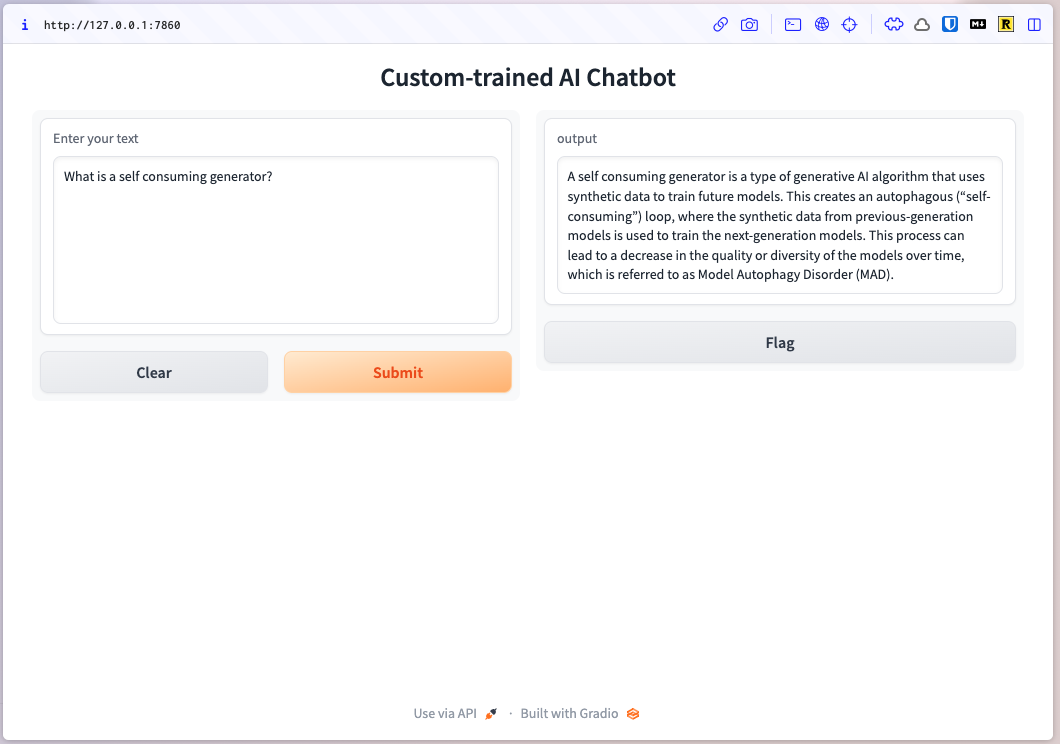 i http://127.0.0.1:7860
M↓ R
Custom-trained AI Chatbot
Enter your text
What is a self consuming generator?
Clear
Submit
output
A self consuming generator is a type of generative AI algorithm that uses
synthetic data to train future models. This creates an autophagous (“self-
consuming”) loop, where the synthetic data from previous-generation
models is used to train the next-generation models. This process can
lead to a decrease in the quality or diversity of the models over time,
which is referred to as Model Autophagy Disorder (MAD).
Flag
Use via API · Built with Gradio